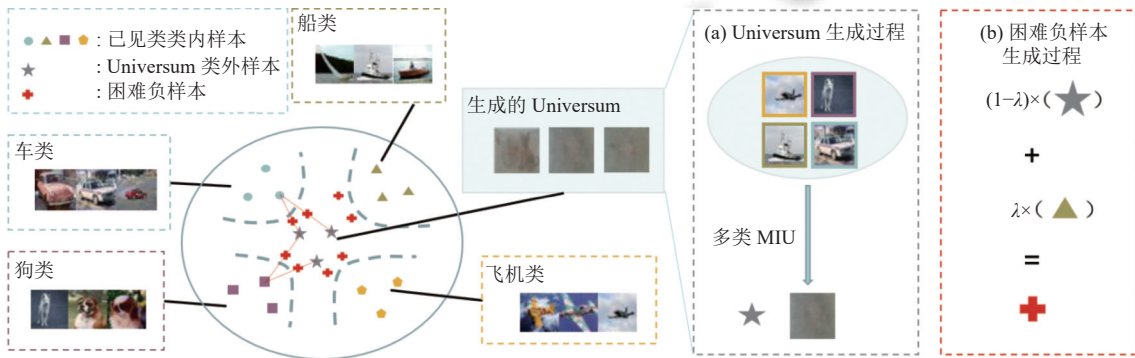 : 已见类类内样本
: Universum 类外样本
: 困难负样本
船类
车类
狗类
飞机类
生成的 Universum
(a) Universum 生成过程
多类 MIU
(b) 困难负样本
生成过程
(1−λ)×( )
+
λ×( )
=